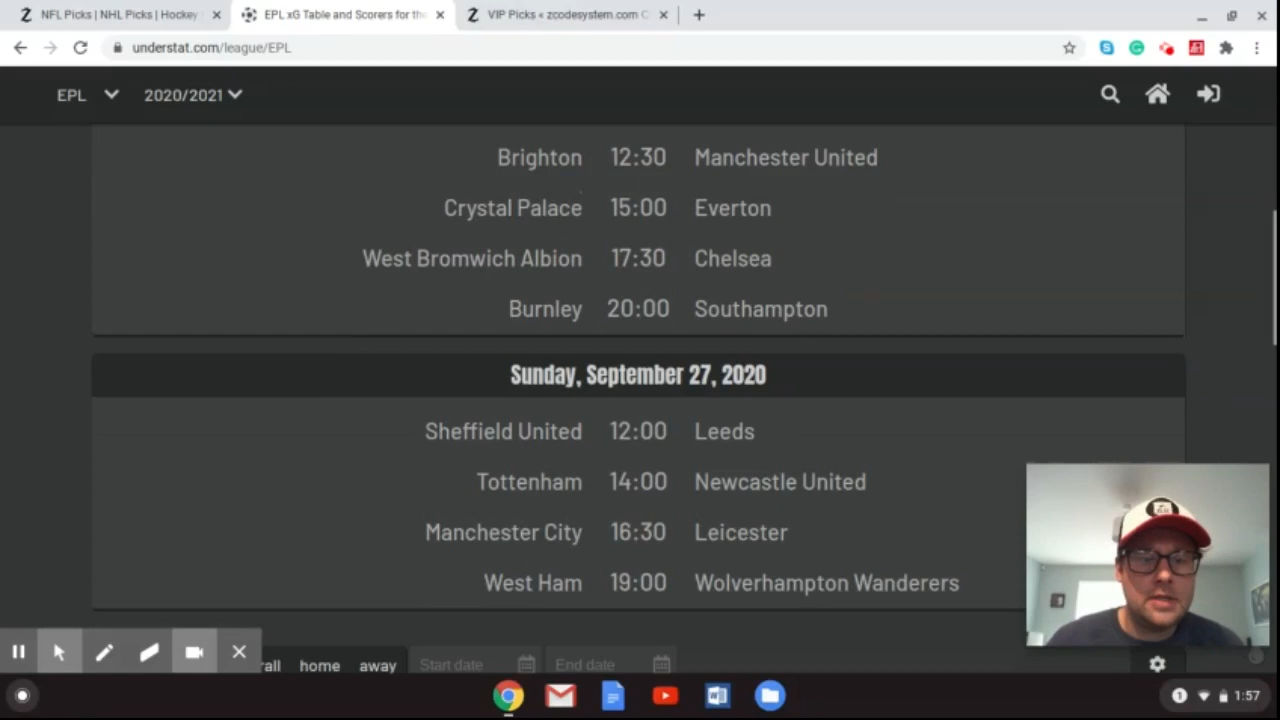 NFL Picks | NHL Picks | Hockey
EPL xG Table and Scorers for the
VIP Picks « zcodesystem.com C
understat.com/league/EPL
EPL
2020/2021
Brighton 12:30 Manchester United
Crystal Palace 15:00 Everton
West Bromwich Albion 17:30 Chelsea
Burnley 20:00 Southampton
Sunday, September 27, 2020
Sheffield United 12:00 Leeds
Tottenham 14:00 Newcastle United
Manchester City 16:30 Leicester
West Ham 19:00 Wolverhampton Wanderers
rall home away Start date End date
1 1:57